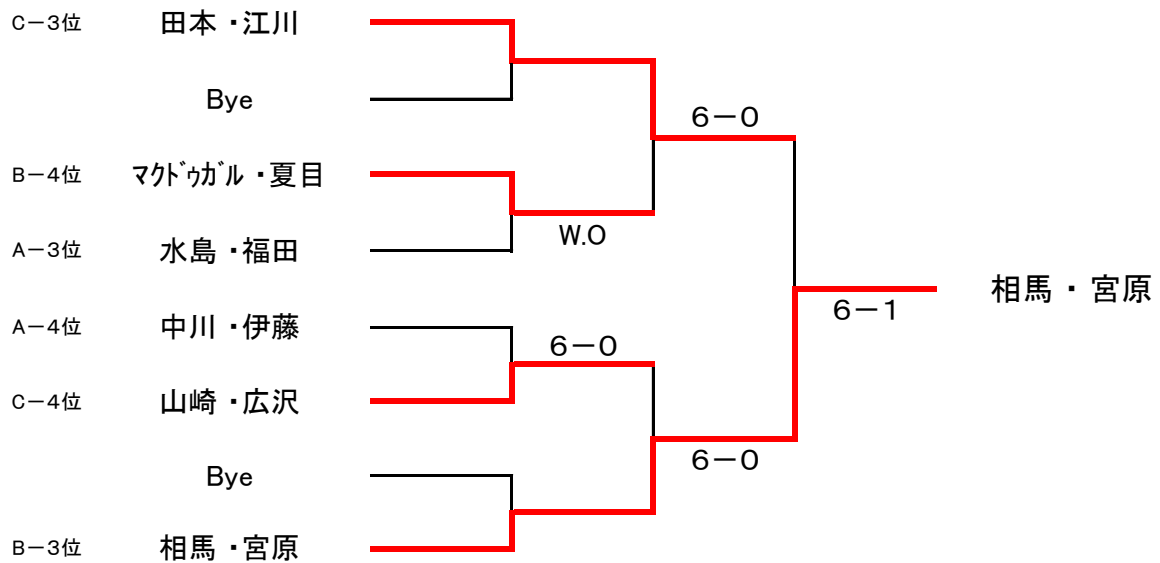 C－3位 田本・江川
Bye
6－0
B－4位 ﾏｸﾄﾞｩｶﾞﾙ・夏目
W.O
A－3位 水島・福田
相馬・宮原
6－1
A－4位 中川・伊藤
6－0
C－4位 山崎・広沢
6－0
Bye
B－3位 相馬・宮原